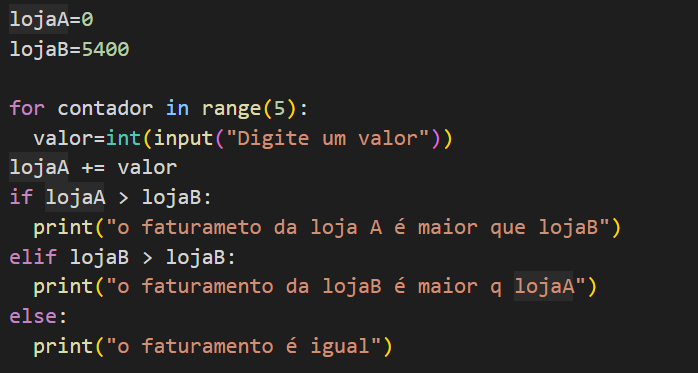 lojaA=0
lojaB=5400
for contador in range(5):
  valor=int(input("Digite um valor"))
lojaA += valor
if lojaA > lojaB:
  print("o faturameto da loja A é maior que lojaB")
elif lojaB > lojaB:
  print("o faturamento da lojaB é maior q lojaA")
else:
  print("o faturamento é igual")